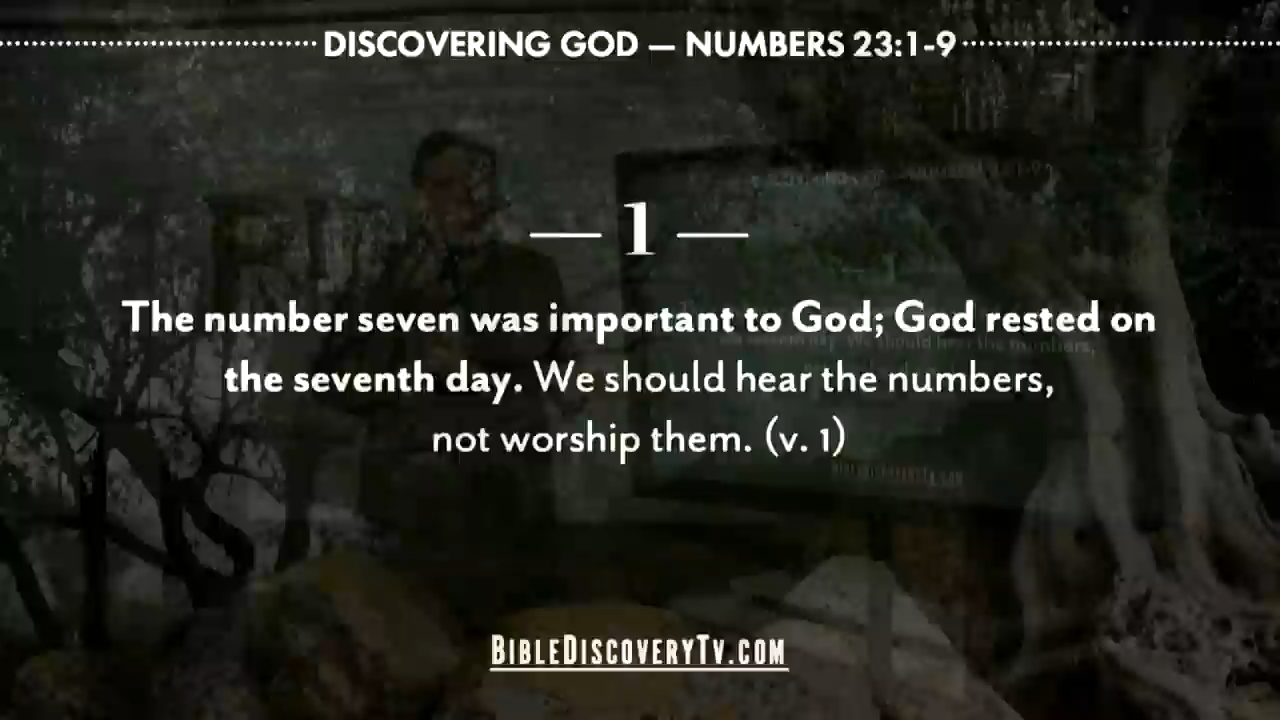 DISCOVERING GOD — NUMBERS 23:1-9
— 1 —
The number seven was important to God; God rested on
the seventh day. We should hear the numbers,
not worship them. (v. 1)
BIBLEDISCOVERYTV.COM